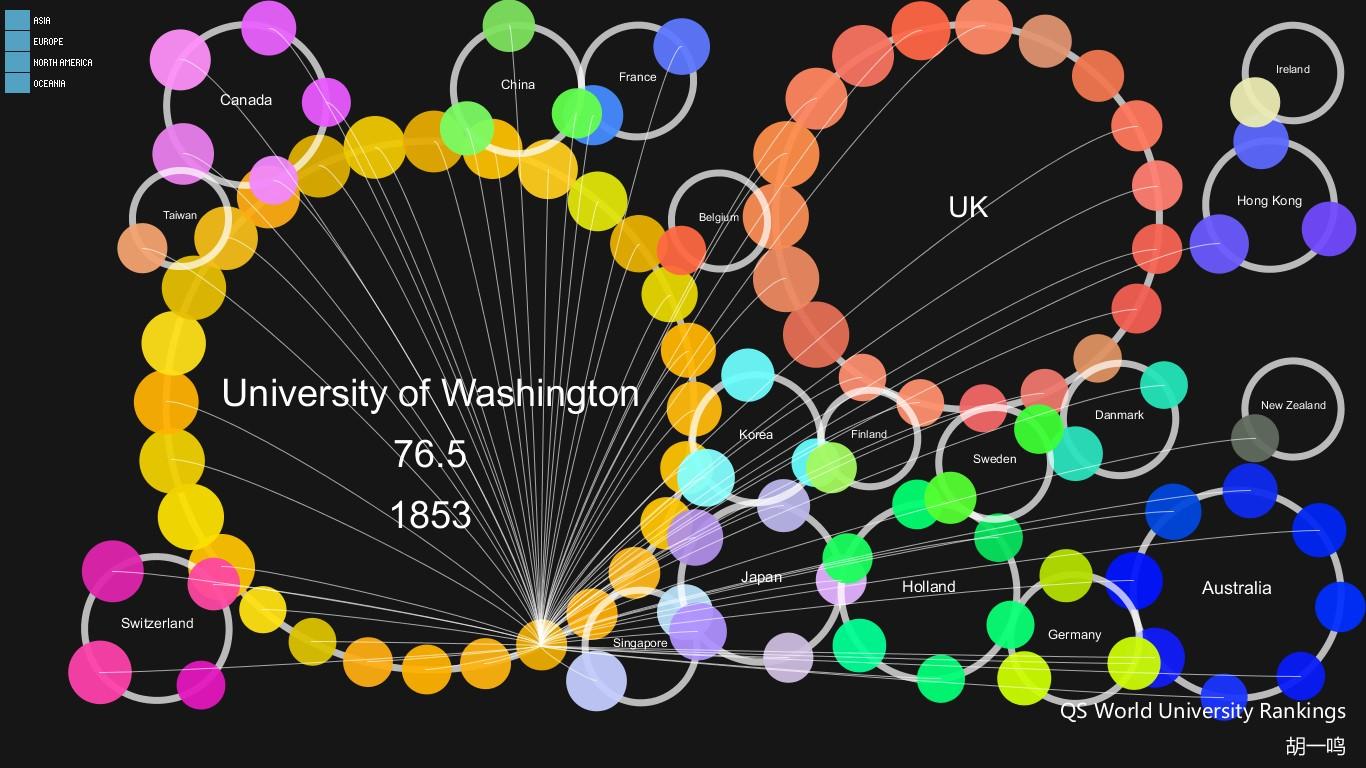 ASIA
EUROPE
NORTH AMERICA
OCEANIA
Canada
China
France
Ireland
Taiwan
Belgium
UK
Hong Kong
University of Washington
76.5
1853
Korea
Finland
Sweden
Danmark
New Zealand
Switzerland
Singapore
Japan
Holland
Germany
Australia
QS World University Rankings
胡一鸣